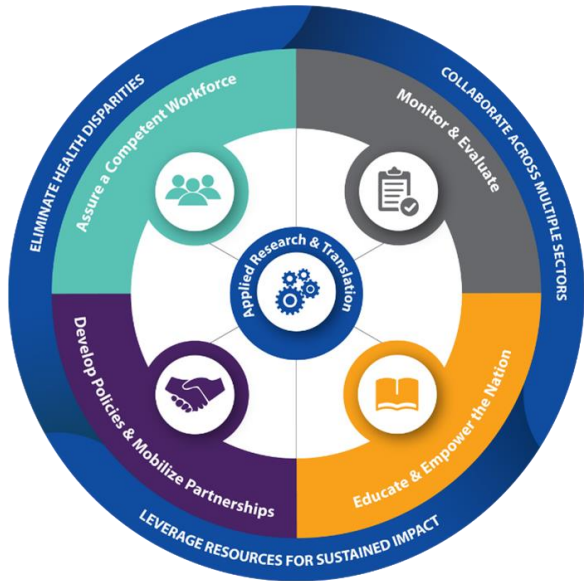 ELIMINATE HEALTH DISPARITIES
COLLABORATE ACROSS MULTIPLE SECTORS
Assure a Competent Workforce
Monitor & Evaluate
Applied Research & Translation
Develop Policies & Mobilize Partnerships
Educate & Empower the Nation
LEVERAGE RESOURCES FOR SUSTAINED IMPACT